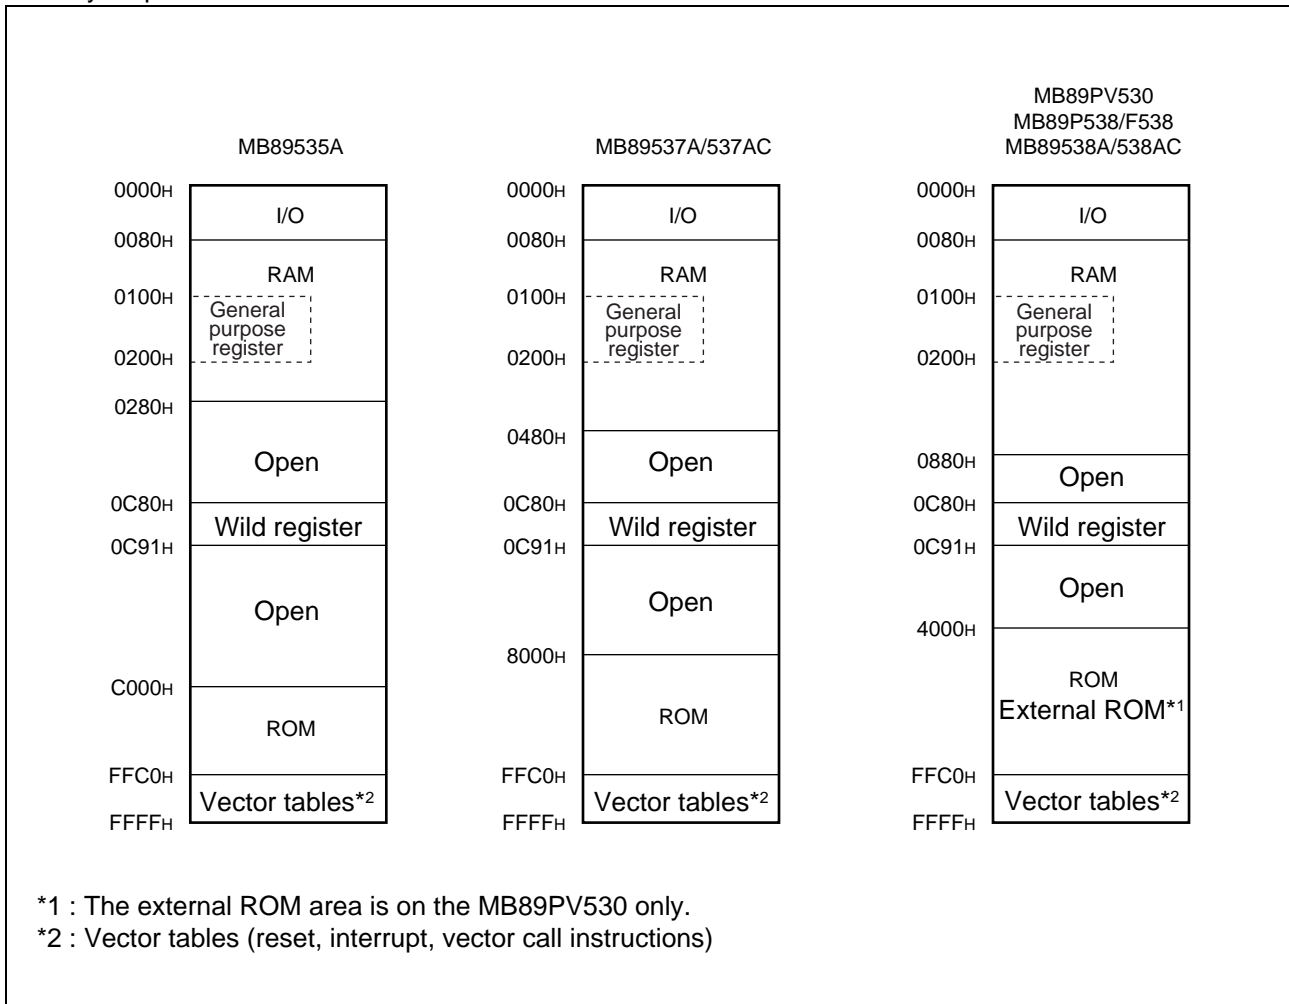 MB89535A
0000H
I/O
0080H
RAM
0100H
General
purpose
register
0200H
0280H
Open
0C80H
Wild register
0C91H
Open
C000H
ROM
FFC0H
Vector tables*2
FFFFH
MB89537A/537AC
0000H
I/O
0080H
RAM
0100H
General
purpose
register
0200H
0480H
Open
0C80H
Wild register
0C91H
Open
8000H
ROM
FFC0H
Vector tables*2
FFFFH
MB89PV530
MB89P538/F538
MB89538A/538AC
0000H
I/O
0080H
RAM
0100H
General
purpose
register
0200H
0880H
Open
0C80H
Wild register
0C91H
Open
4000H
ROM
External ROM*1
FFC0H
Vector tables*2
FFFFH
*1 : The external ROM area is on the MB89PV530 only.
*2 : Vector tables (reset, interrupt, vector call instructions)